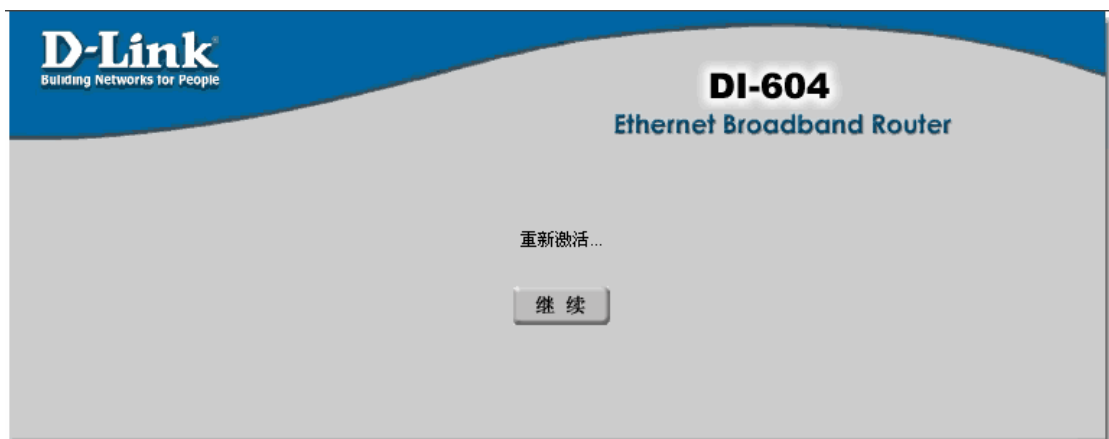 D-Link
Building Networks for People
DI-604
Ethernet Broadband Router
重新激活...
继 续